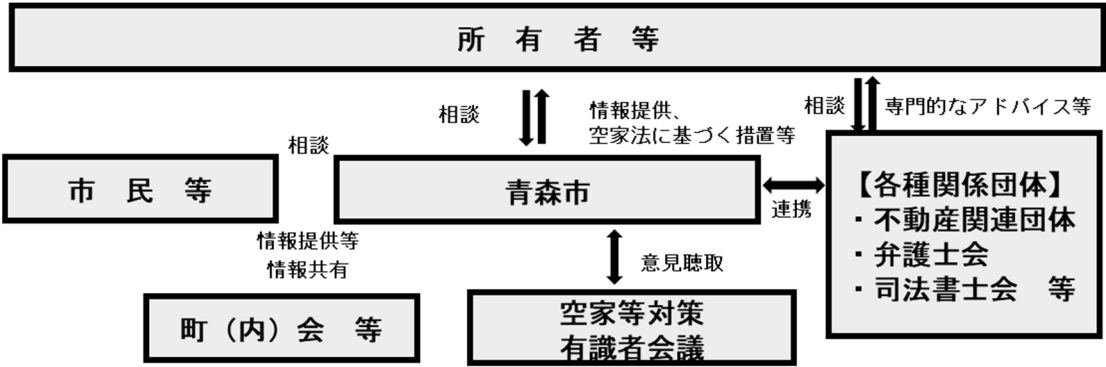 所　有　者　等
相談
情報提供、
空家法に基づく措置等
相談
専門的なアドバイス等
相談
市　民　等
青森市
連携
【各種関係団体】
・不動産関連団体
・弁護士会
・司法書士会　等
情報提供等
情報共有
意見聴取
町（内）会　等
空家等対策
有識者会議